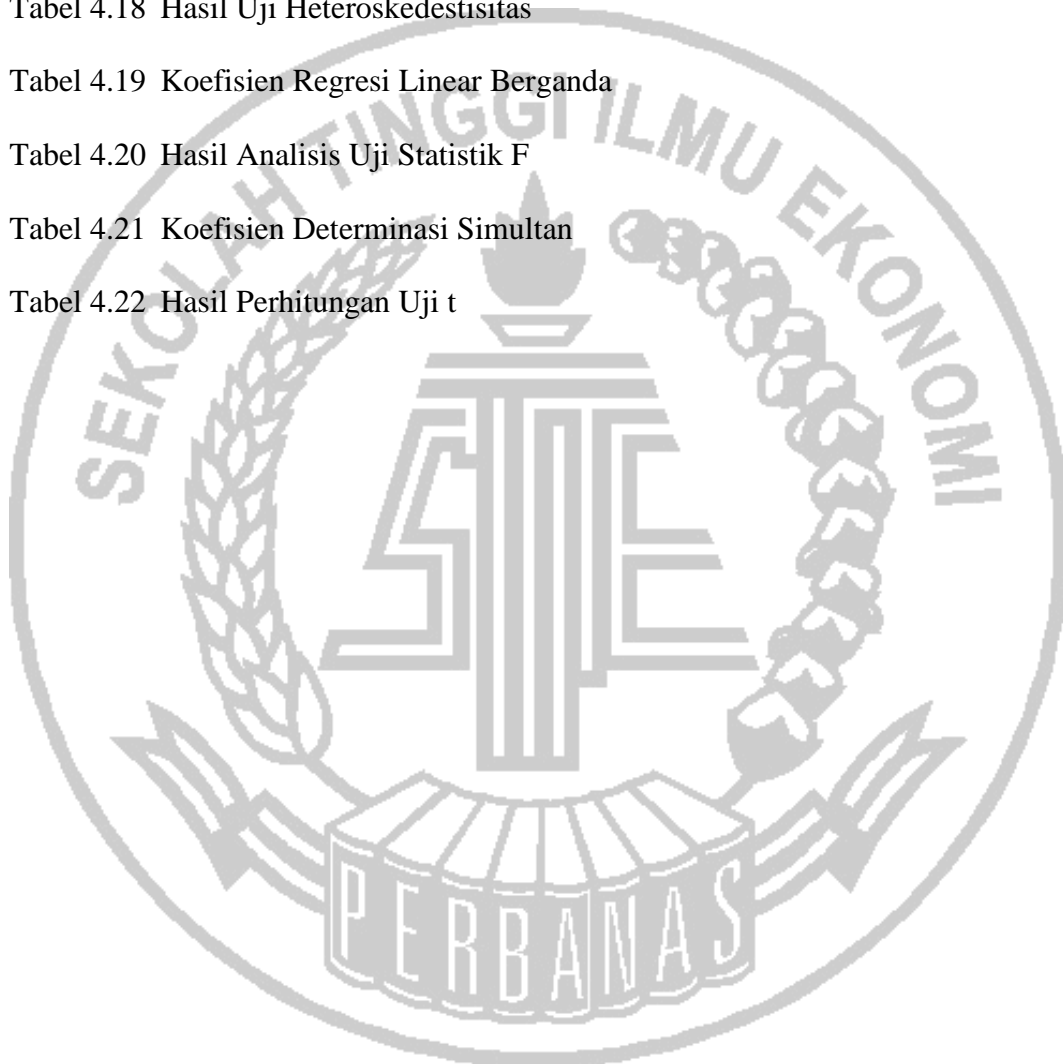 Tabel 4.18 Hasil Uji Heteroskedestisitas
Tabel 4.19 Koefisien Regresi Linear Berganda
Tabel 4.20 Hasil Analisis Uji Statistik F
Tabel 4.21 Koefisien Determinasi Simultan
Tabel 4.22 Hasil Perhitungan Uji t
SEKOLAH TINGGI ILMU EKONOMI
STIE
PERBANAS